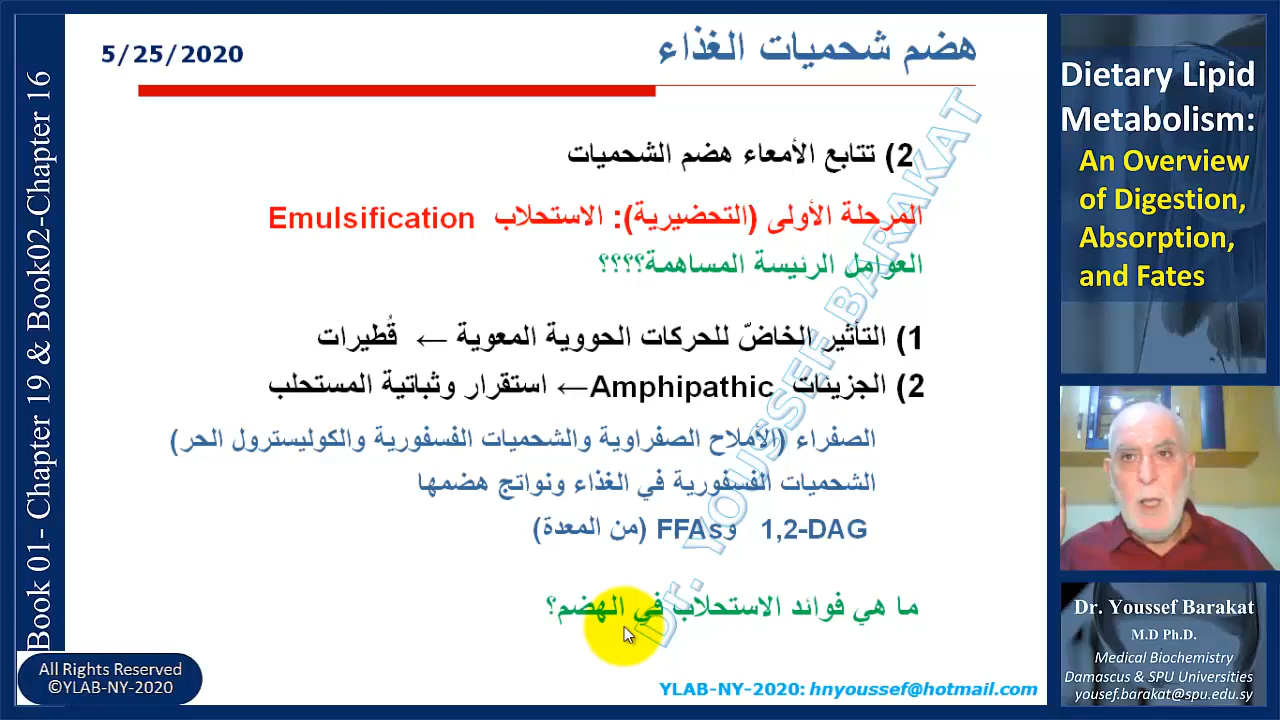 5/25/2020
هضم شحميات الغذاء
2) تتابع الأمعاء هضم الشحميات
المرحلة الأولى (التحضيرية): الاستحلاب Emulsification
العوامل الرئيسة المساهمة؟؟؟؟
1) التأثير الخاصّ للحركات الحووية المعوية ← قُطيرات
2) الجزيئات Amphipathic ← استقرار وثباتية المستحلب
الصفراء (الأملاح الصفراوية والشحميات الفسفورية والكوليسترول الحر)
الشحميات الفسفورية في الغذاء ونواتج هضمها
1,2-DAG وFFAs (من المعدة)
ما هي فوائد الاستحلاب في الهضم؟
Dr. YOUSSEF BARAKAT
YLAB-NY-2020: hnyoussef@hotmail.com
Book 01- Chapter 19 & Book02-Chapter 16
All Rights Reserved
©YLAB-NY-2020
Dietary Lipid
Metabolism:
An Overview
of Digestion,
Absorption,
and Fates
Dr. Youssef Barakat
M.D Ph.D.
Medical Biochemistry
Damascus & SPU Universities
yousef.barakat@spu.edu.sy